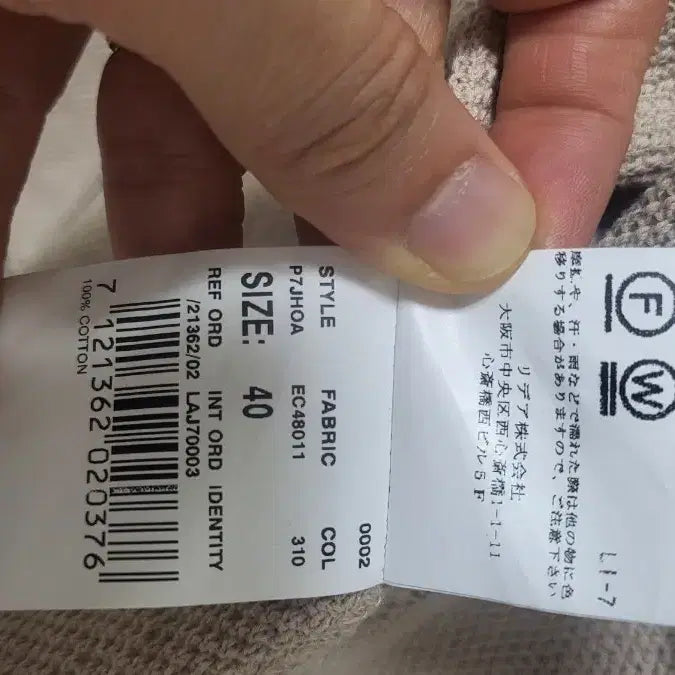 F W
L1-7
摩擦や、汗・雨などで濡れた際は他の物に色
移りする場合がありますので、ご注意下さい
リデア株式会社
大阪市中央区西心斎橋1-1-11
心斎橋西ビル5F
0002
STYLE FABRIC COL
P7JHOA EC48011 310
SIZE: 40
REF ORD INT ORD IDENTITY
/21362/02 LAJ70003
7 121362 020376
100% COTTON